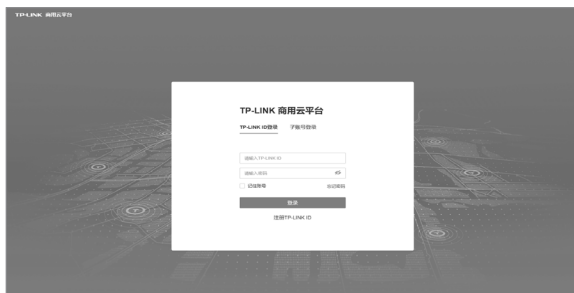 TP-LINK 商用云平台
TP-LINK 商用云平台
TP-LINK ID登录 子账号登录
请输入TP-LINK ID
请输入密码
记住账号 忘记密码
登录
注册TP-LINK ID